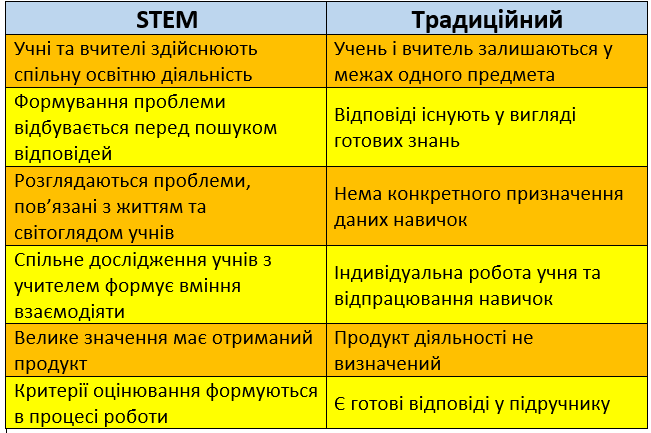 STEM
Традиційний
Учні та вчителі здійснюють
спільну освітню діяльність
Учень і вчитель залишаються у
межах одного предмета
Формування проблеми
відбувається перед пошуком
відповідей
Відповіді існують у вигляді
готових знань
Розглядаються проблеми,
пов’язані з життям та
світоглядом учнів
Нема конкретного призначення
даних навичок
Спільне дослідження учнів з
учителем формує вміння
взаємодіяти
Індивідуальна робота учня та
відпрацювання навичок
Велике значення має отриманий
продукт
Продукт діяльності не
визначений
Критерії оцінювання формуються
в процесі роботи
Є готові відповіді у підручнику